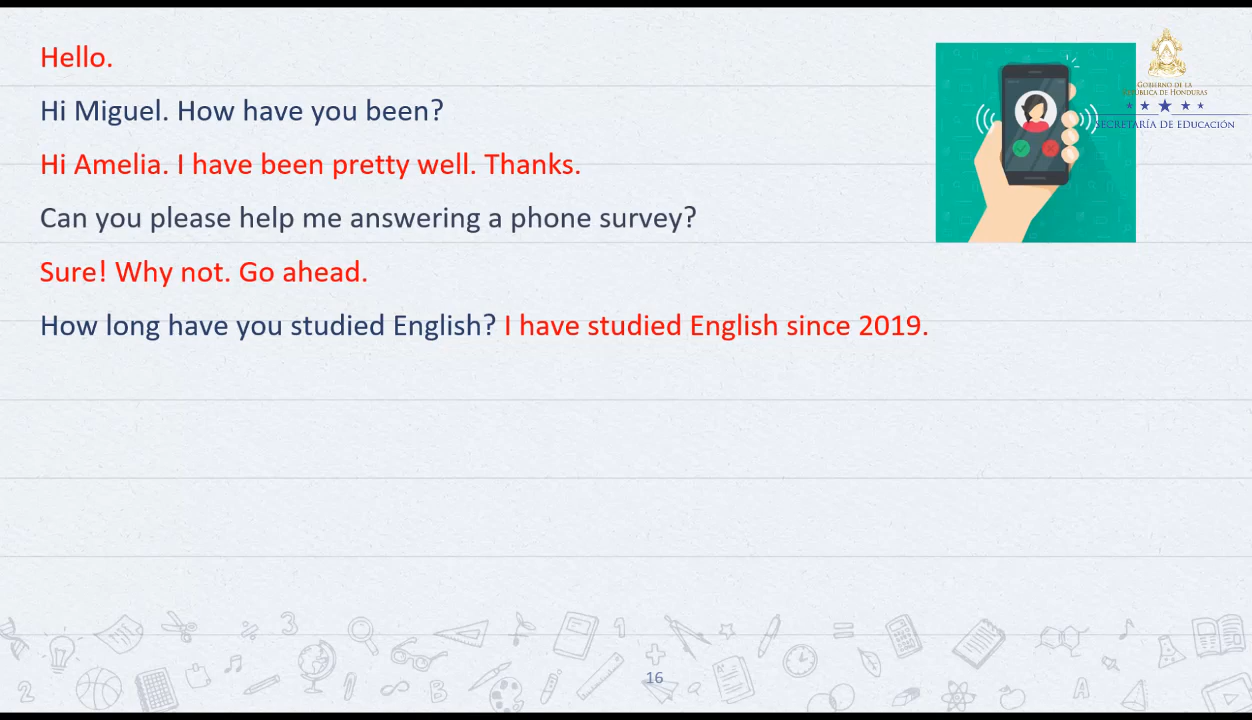 Hello.
Hi Miguel. How have you been?
Hi Amelia. I have been pretty well. Thanks.
Can you please help me answering a phone survey?
Sure! Why not. Go ahead.
How long have you studied English? I have studied English since 2019.
GOBIERNO DE LA
REPÚBLICA DE HONDURAS
SECRETARÍA DE EDUCACIÓN
16